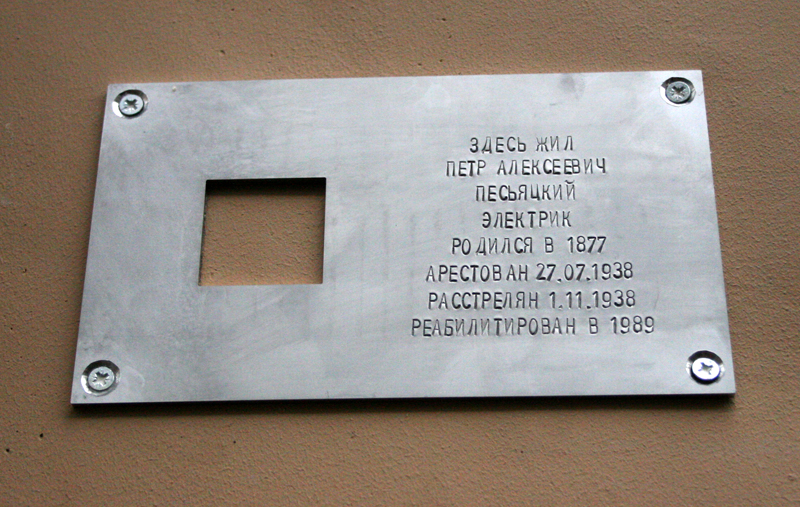 ЗДЕСЬ ЖИЛ
ПЕТР АЛЕКСЕЕВИЧ
ПЕСЬЯЦКИЙ
ЭЛЕКТРИК
РОДИЛСЯ В 1877
АРЕСТОВАН 27.07.1938
РАССТРЕЛЯН 1.11.1938
РЕАБИЛИТИРОВАН В 1989